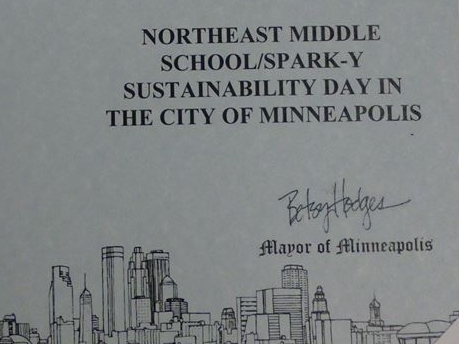 NORTHEAST MIDDLE
SCHOOL/SPARK-Y
SUSTAINABILITY DAY IN
THE CITY OF MINNEAPOLIS
Betsy Hodges
Mayor of Minneapolis